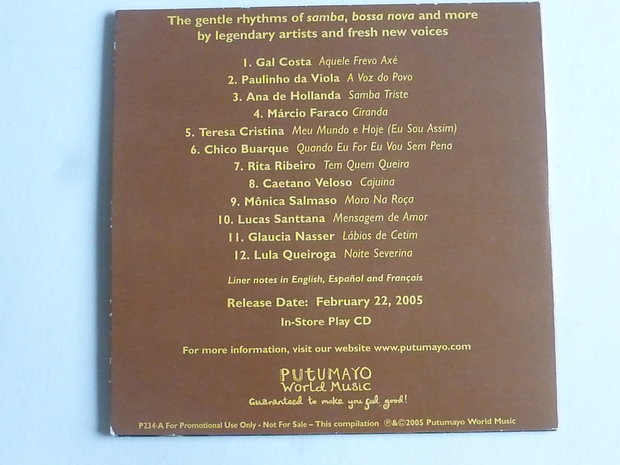 The gentle rhythms of samba, bossa nova and more
by legendary artists and fresh new voices
1. Gal Costa Aquele Frevo Axé
2. Paulinho da Viola A Voz do Povo
3. Ana de Hollanda Samba Triste
4. Márcio Faraco Ciranda
5. Teresa Cristina Meu Mundo e Hoje (Eu Sou Assim)
6. Chico Buarque Quando Eu For Eu Vou Sem Pena
7. Rita Ribeiro Tem Quem Queira
8. Caetano Veloso Cajuina
9. Mônica Salmaso Moro Na Roça
10. Lucas Santtana Mensagem de Amor
11. Glaucia Nasser Lábios de Cetim
12. Lula Queiroga Noite Severina
Liner notes in English, Español and Français
Release Date: February 22, 2005
In-Store Play CD
For more information, visit our website www.putumayo.com
PUTUMAYO
World Music
Guaranteed to make you feel good!
P234-A For Promotional Use Only - Not For Sale – This compilation ℗&©2005 Putumayo World Music